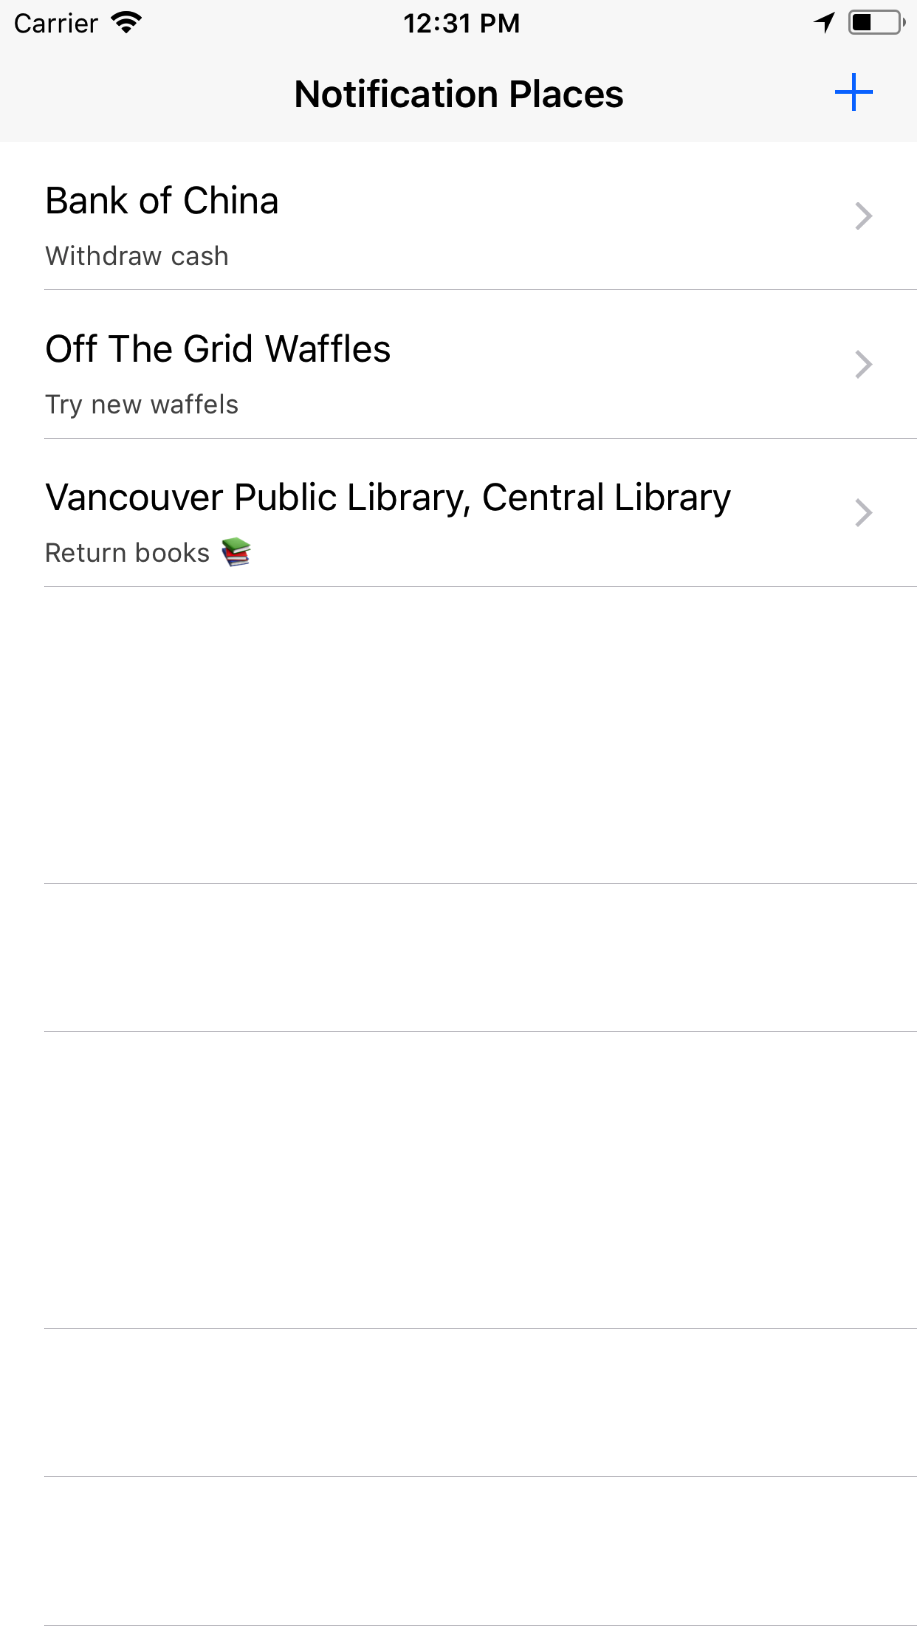 Carrier 12:31 PM
Notification Places
Bank of China
Withdraw cash
Off The Grid Waffles
Try new waffels
Vancouver Public Library, Central Library
Return books 📚